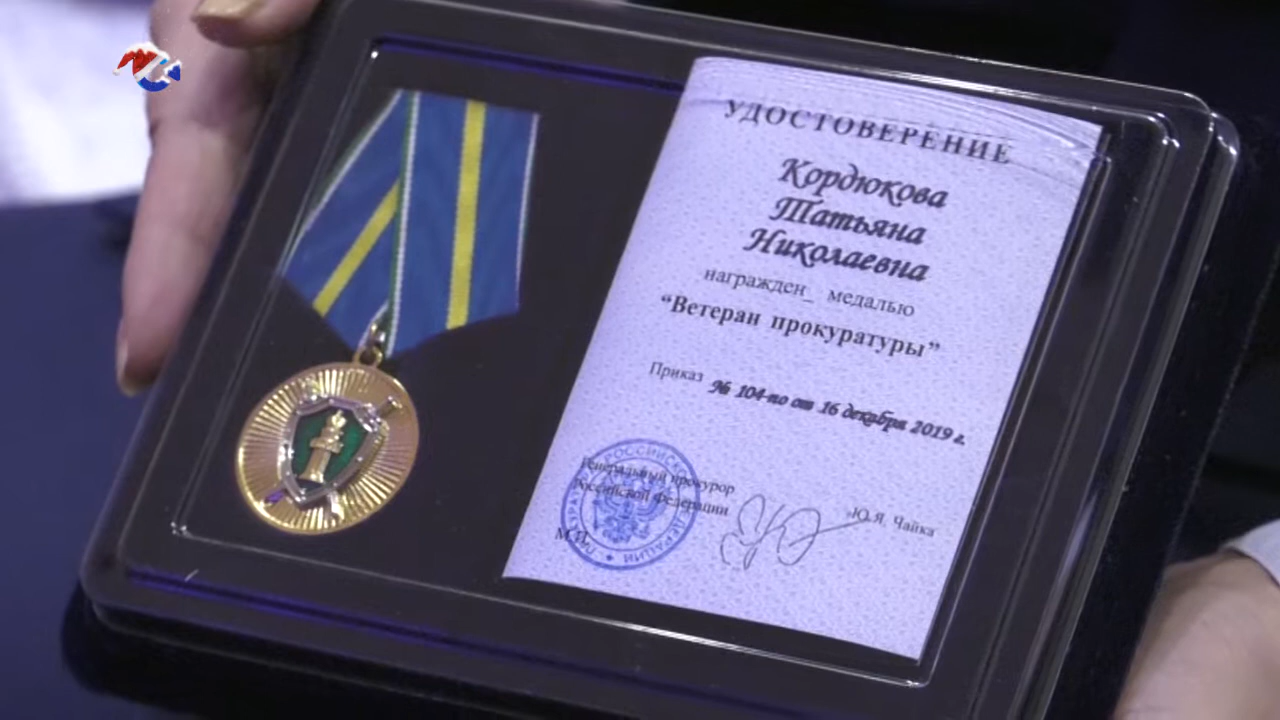 УДОСТОВЕРЕНИЕ
Кордюкова
Татьяна
Николаевна
награжден_ медалью
“Ветеран прокуратуры”
Приказ № 104-по от 16 декабря 2019 г.
Генеральный прокурор
Российской Федерации
Ю.Я. Чайка
М.П.